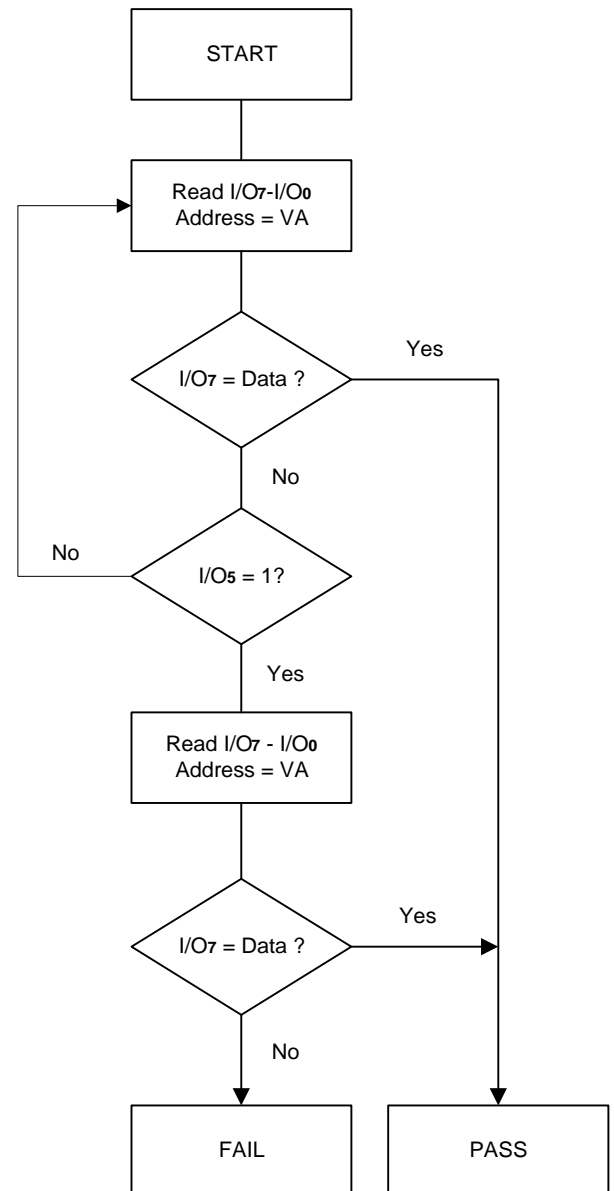 START
Read I/O7-I/O0
Address = VA
Yes
I/O7 = Data ?
No
No
I/O5 = 1?
Yes
Read I/O7 - I/O0
Address = VA
Yes
I/O7 = Data ?
No
FAIL
PASS